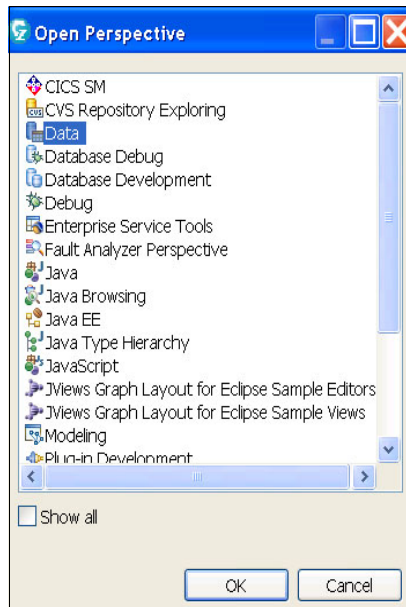 Open Perspective
CICS SM
CVS Repository Exploring
Data
Database Debug
Database Development
Debug
Enterprise Service Tools
Fault Analyzer Perspective
Java
Java Browsing
Java EE
Java Type Hierarchy
JavaScript
JViews Graph Layout for Eclipse Sample Editors
JViews Graph Layout for Eclipse Sample Views
Modeling
Plug-in Development
Show all
OK Cancel